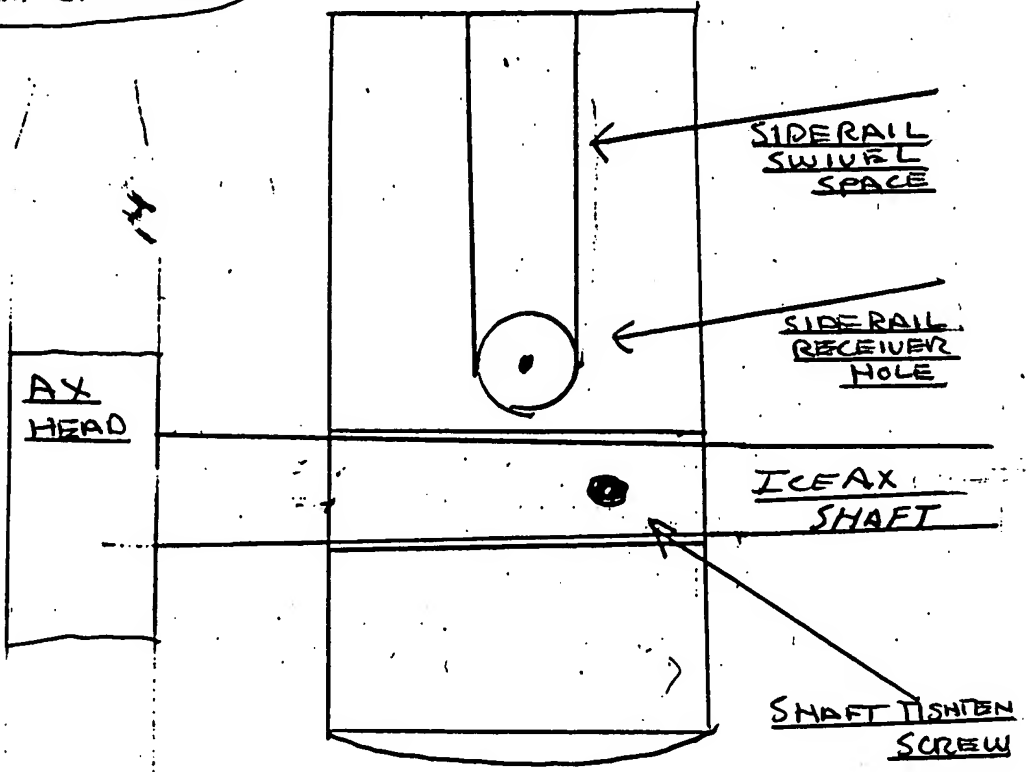 SIDERAIL
SWIVEL
SPACE
SIDERAIL
RECEIVER
HOLE
AX
HEAD
ICE AX
SHAFT
SHAFT TIGHTEN
SCREW